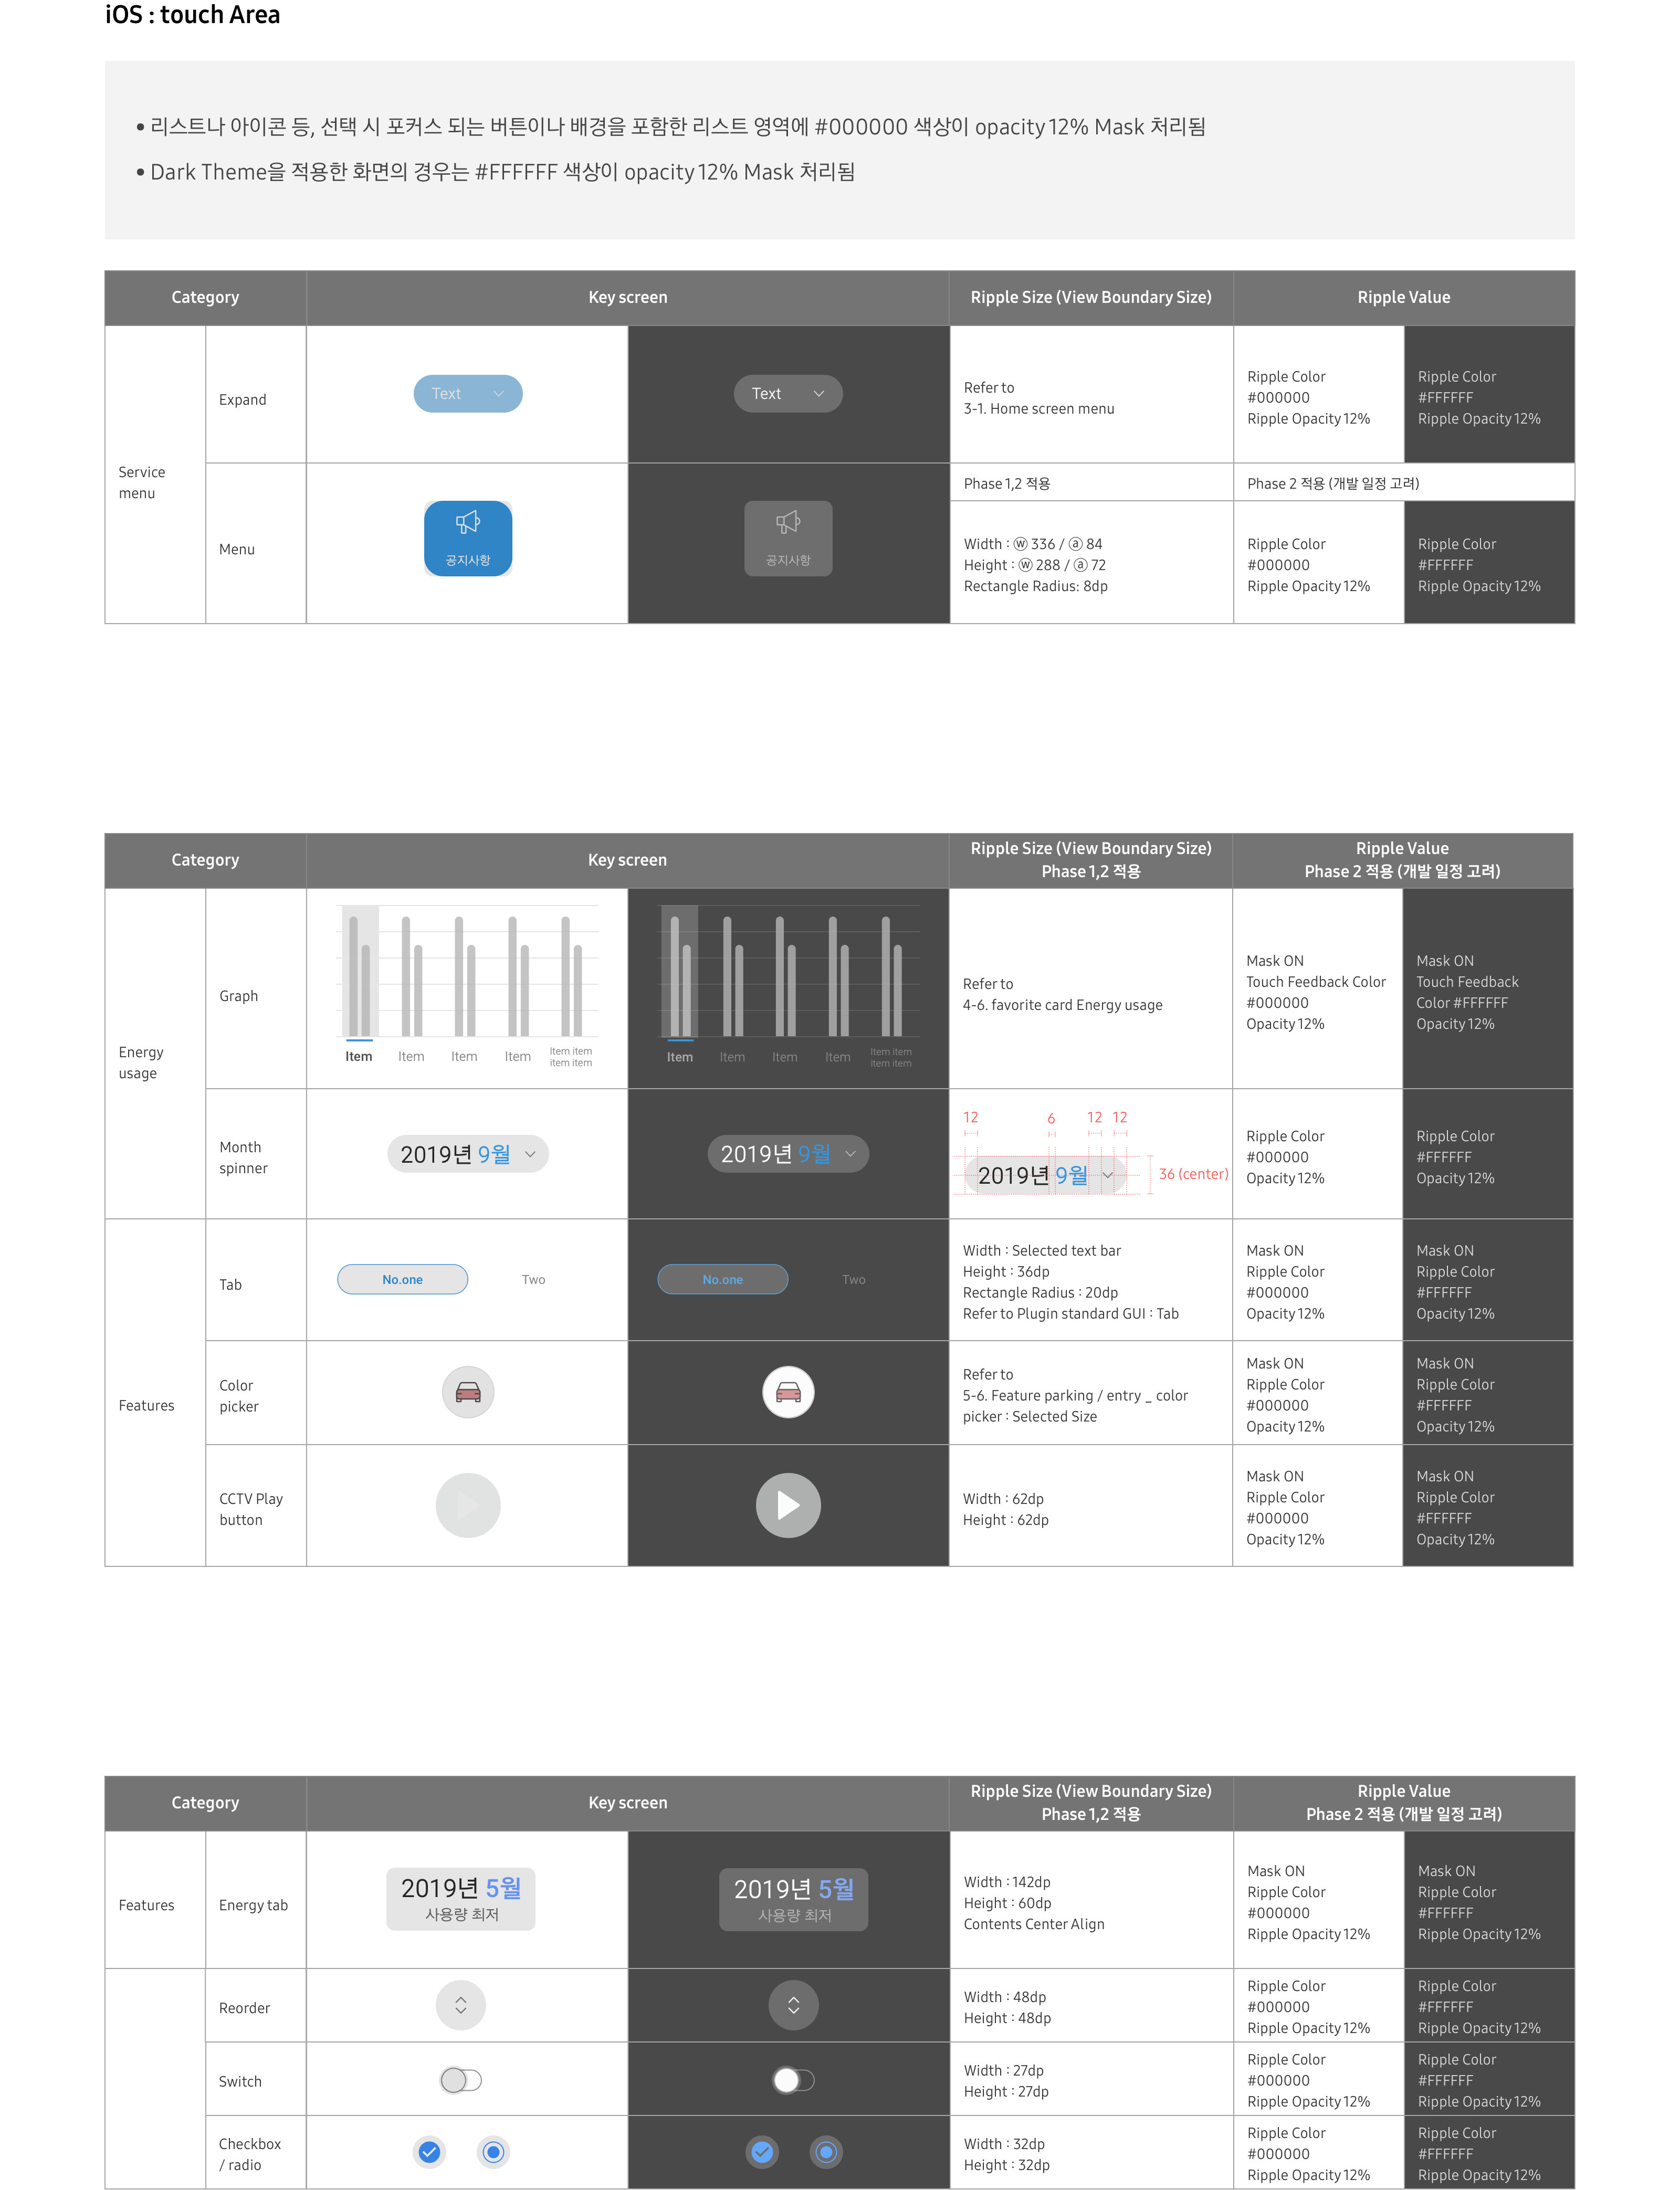 iOS : touch Area
• 리스트나 아이콘 등, 선택 시 포커스 되는 버튼이나 배경을 포함한 리스트 영역에 #000000 색상이 opacity 12% Mask 처리됨
• Dark Theme을 적용한 화면의 경우는 #FFFFFF 색상이 opacity 12% Mask 처리됨
Category
Key screen
Ripple Size (View Boundary Size)
Ripple Value
Service
menu
Expand
Text
Text
Refer to
3-1. Home screen menu
Ripple Color
#000000
Ripple Opacity 12%
Ripple Color
#FFFFFF
Ripple Opacity 12%
Menu
공지사항
공지사항
Phase 1,2 적용
Phase 2 적용 (개발 일정 고려)
Width : ⓦ 336 / ⓐ 84
Height : ⓦ 288 / ⓐ 72
Rectangle Radius: 8dp
Ripple Color
#000000
Ripple Opacity 12%
Ripple Color
#FFFFFF
Ripple Opacity 12%
Category
Key screen
Ripple Size (View Boundary Size)
Phase 1,2 적용
Ripple Value
Phase 2 적용 (개발 일정 고려)
Energy
usage
Graph
Item
Item
Item
Item
Item item
item item
Item
Item
Item
Item
Item item
item item
Refer to
4-6. favorite card Energy usage
Mask ON
Touch Feedback Color
#000000
Opacity 12%
Mask ON
Touch Feedback
Color #FFFFFF
Opacity 12%
Month
spinner
2019년 9월
2019년 9월
12 6 12 12
2019년 9월
36 (center)
Ripple Color
#000000
Opacity 12%
Ripple Color
#FFFFFF
Opacity 12%
Features
Tab
No.one
Two
No.one
Two
Width : Selected text bar
Height : 36dp
Rectangle Radius : 20dp
Refer to Plugin standard GUI : Tab
Mask ON
Ripple Color
#000000
Opacity 12%
Mask ON
Ripple Color
#FFFFFF
Opacity 12%
Color
picker
Refer to
5-6. Feature parking / entry _ color
picker : Selected Size
Mask ON
Ripple Color
#000000
Opacity 12%
Mask ON
Ripple Color
#FFFFFF
Opacity 12%
CCTV Play
button
Width : 62dp
Height : 62dp
Mask ON
Ripple Color
#000000
Opacity 12%
Mask ON
Ripple Color
#FFFFFF
Opacity 12%
Category
Key screen
Ripple Size (View Boundary Size)
Phase 1,2 적용
Ripple Value
Phase 2 적용 (개발 일정 고려)
Features
Energy tab
2019년 5월
사용량 최저
2019년 5월
사용량 최저
Width : 142dp
Height : 60dp
Contents Center Align
Mask ON
Ripple Color
#000000
Ripple Opacity 12%
Mask ON
Ripple Color
#FFFFFF
Ripple Opacity 12%
Reorder
Width : 48dp
Height : 48dp
Ripple Color
#000000
Ripple Opacity 12%
Ripple Color
#FFFFFF
Ripple Opacity 12%
Switch
Width : 27dp
Height : 27dp
Ripple Color
#000000
Ripple Opacity 12%
Ripple Color
#FFFFFF
Ripple Opacity 12%
Checkbox
/ radio
Width : 32dp
Height : 32dp
Ripple Color
#000000
Ripple Opacity 12%
Ripple Color
#FFFFFF
Ripple Opacity 12%